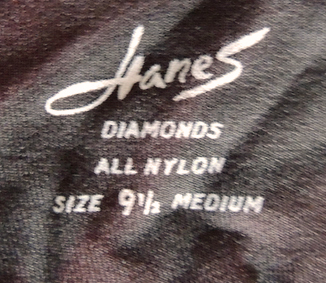 Hanes
DIAMONDS
ALL NYLON
SIZE 9½ MEDIUM